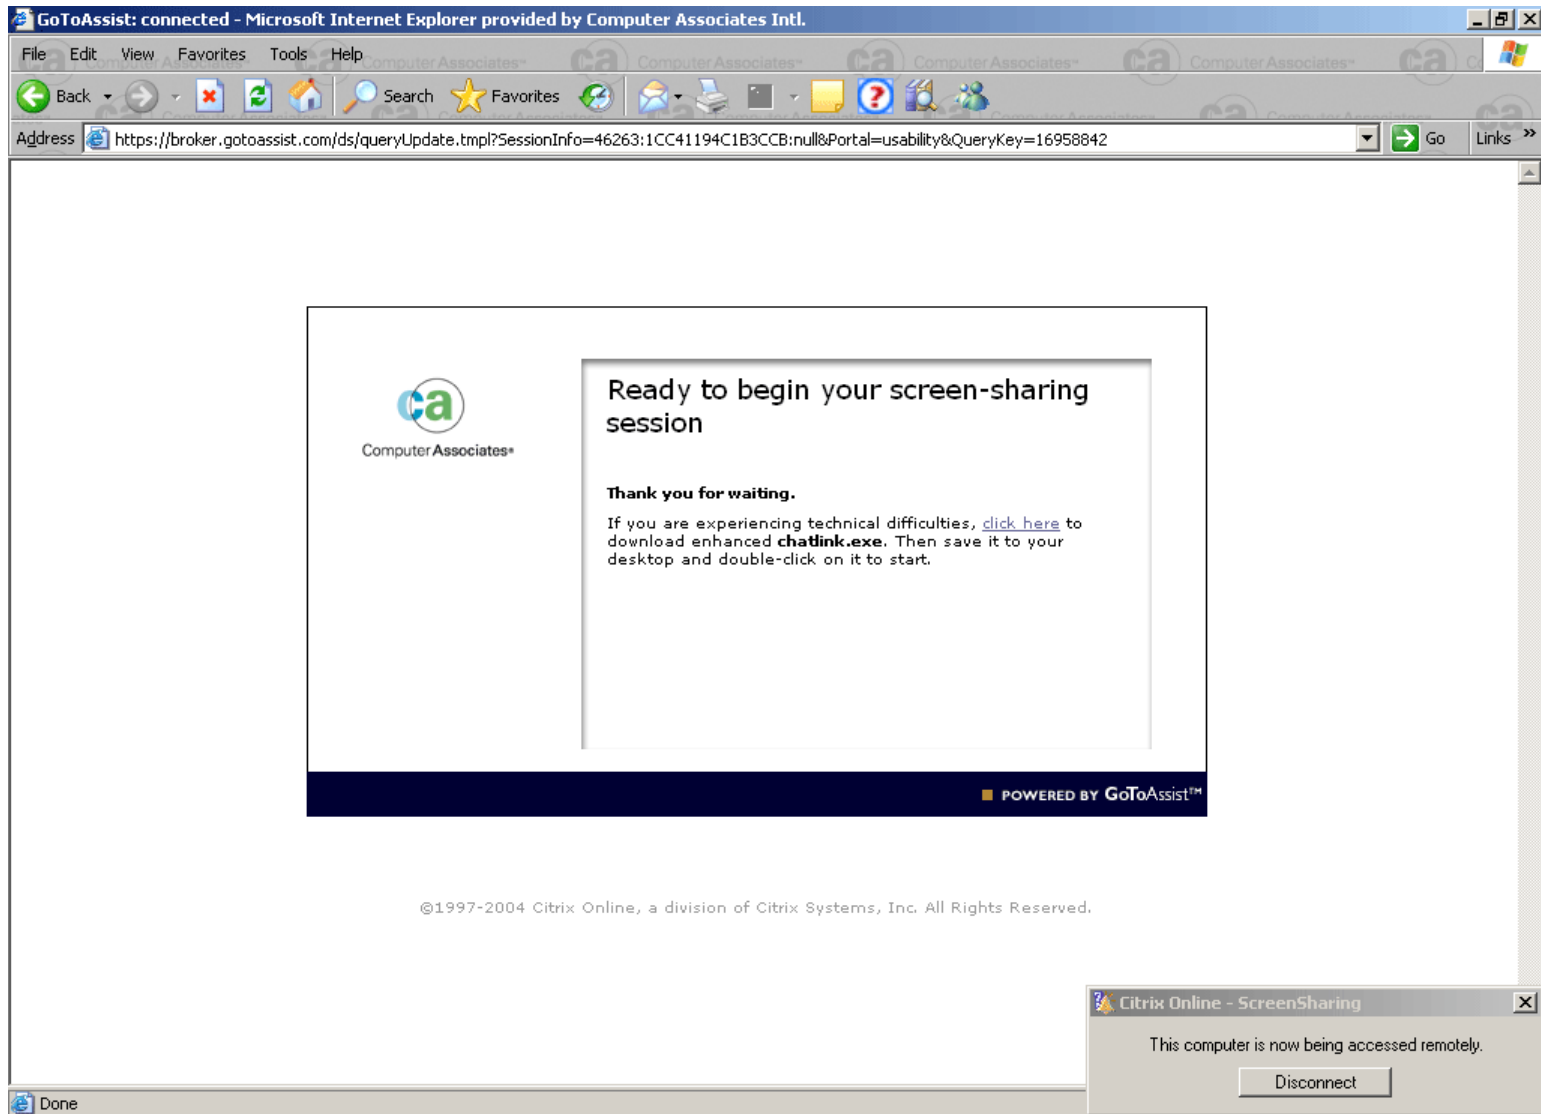 GoToAssist: connected - Microsoft Internet Explorer provided by Computer Associates Intl.
File Edit View Favorites Tools Help
Back Search Favorites
Address https://broker.gotoassist.com/ds/queryUpdate.tmpl?SessionInfo=46263:1CC41194C1B3CCB:null&Portal=usability&QueryKey=16958842 Go Links »
Ready to begin your screen-sharing
session
ca
Computer Associates®
Thank you for waiting.
If you are experiencing technical difficulties, click here to
download enhanced chatlink.exe. Then save it to your
desktop and double-click on it to start.
POWERED BY GoToAssist™
©1997-2004 Citrix Online, a division of Citrix Systems, Inc. All Rights Reserved.
Citrix Online - ScreenSharing
This computer is now being accessed remotely.
Disconnect
Done